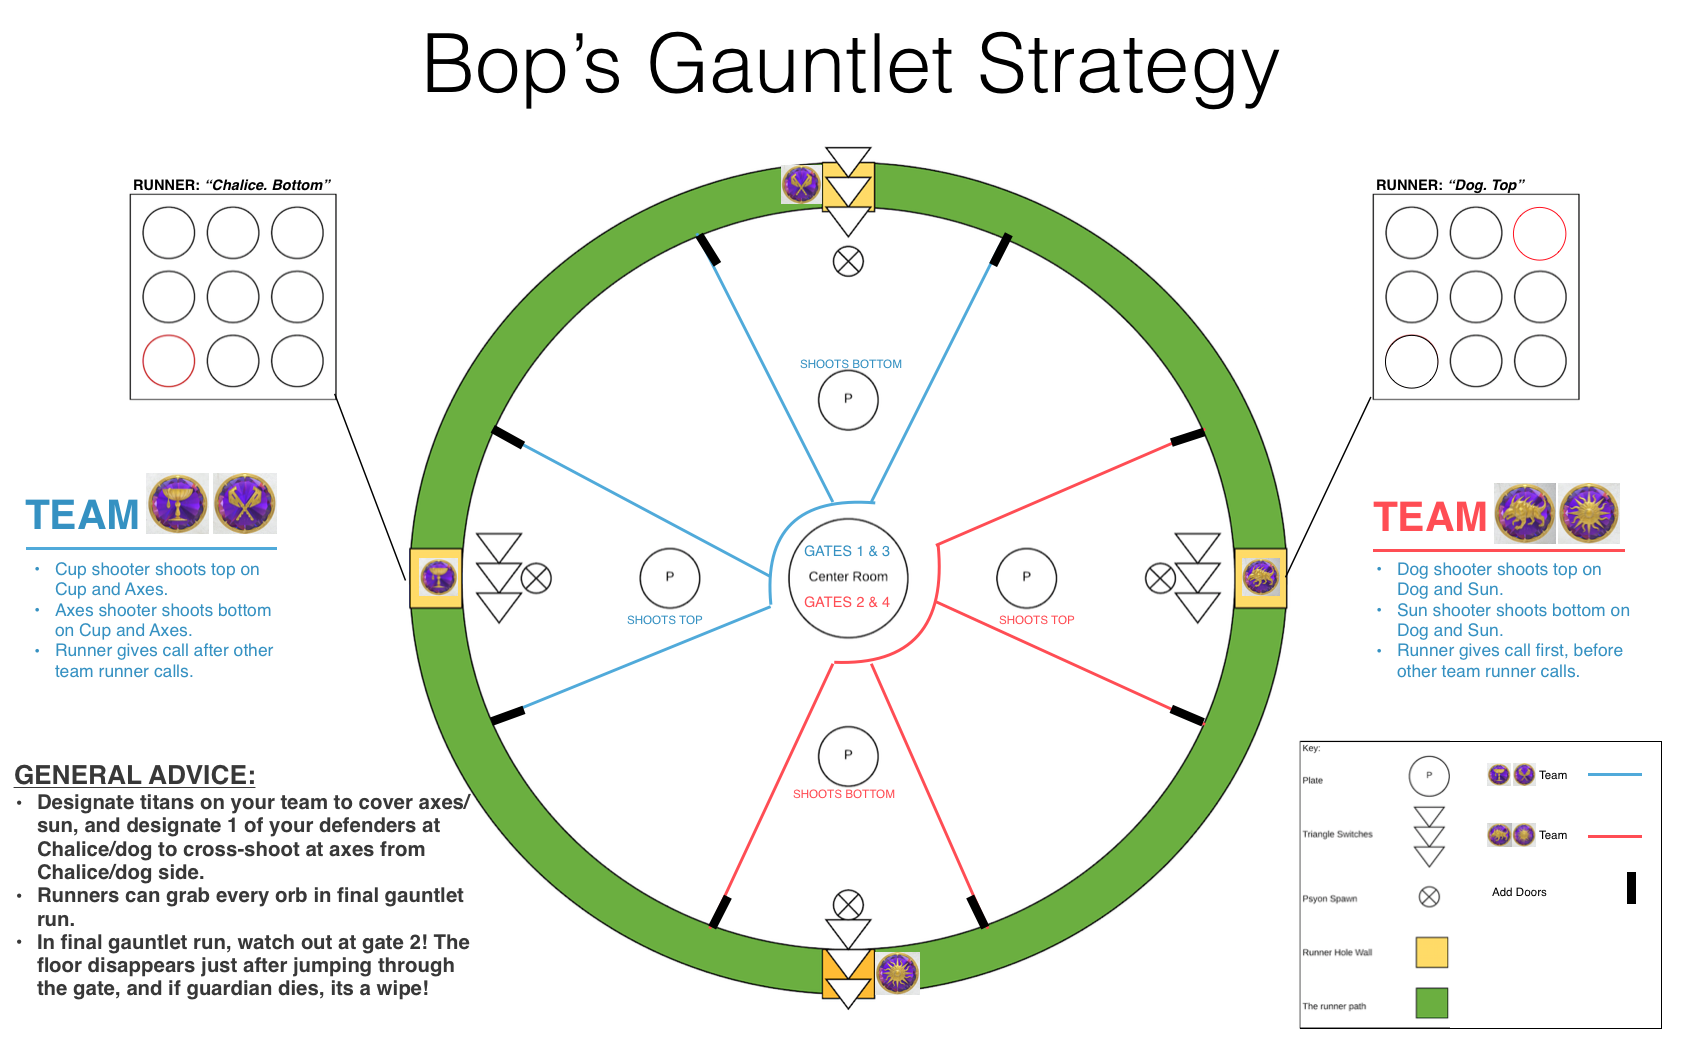 Bop’s Gauntlet Strategy
RUNNER: “Chalice. Bottom”
RUNNER: “Dog. Top”
SHOOTS BOTTOM
P
TEAM
• Cup shooter shoots top on
Cup and Axes.
• Axes shooter shoots bottom
on Cup and Axes.
• Runner gives call after other
team runner calls.
P
SHOOTS TOP
GATES 1 & 3
Center Room
GATES 2 & 4
P
SHOOTS TOP
TEAM
• Dog shooter shoots top on
Dog and Sun.
• Sun shooter shoots bottom on
Dog and Sun.
• Runner gives call first, before
other team runner calls.
P
SHOOTS BOTTOM
GENERAL ADVICE:
• Designate titans on your team to cover axes/
sun, and designate 1 of your defenders at
Chalice/dog to cross-shoot at axes from
Chalice/dog side.
• Runners can grab every orb in final gauntlet
run.
• In final gauntlet run, watch out at gate 2! The
floor disappears just after jumping through
the gate, and if guardian dies, its a wipe!
Key:
Plate
P
Team
Triangle Switches
Team
Psyon Spawn
Add Doors
Runner Hole Wall
The runner path